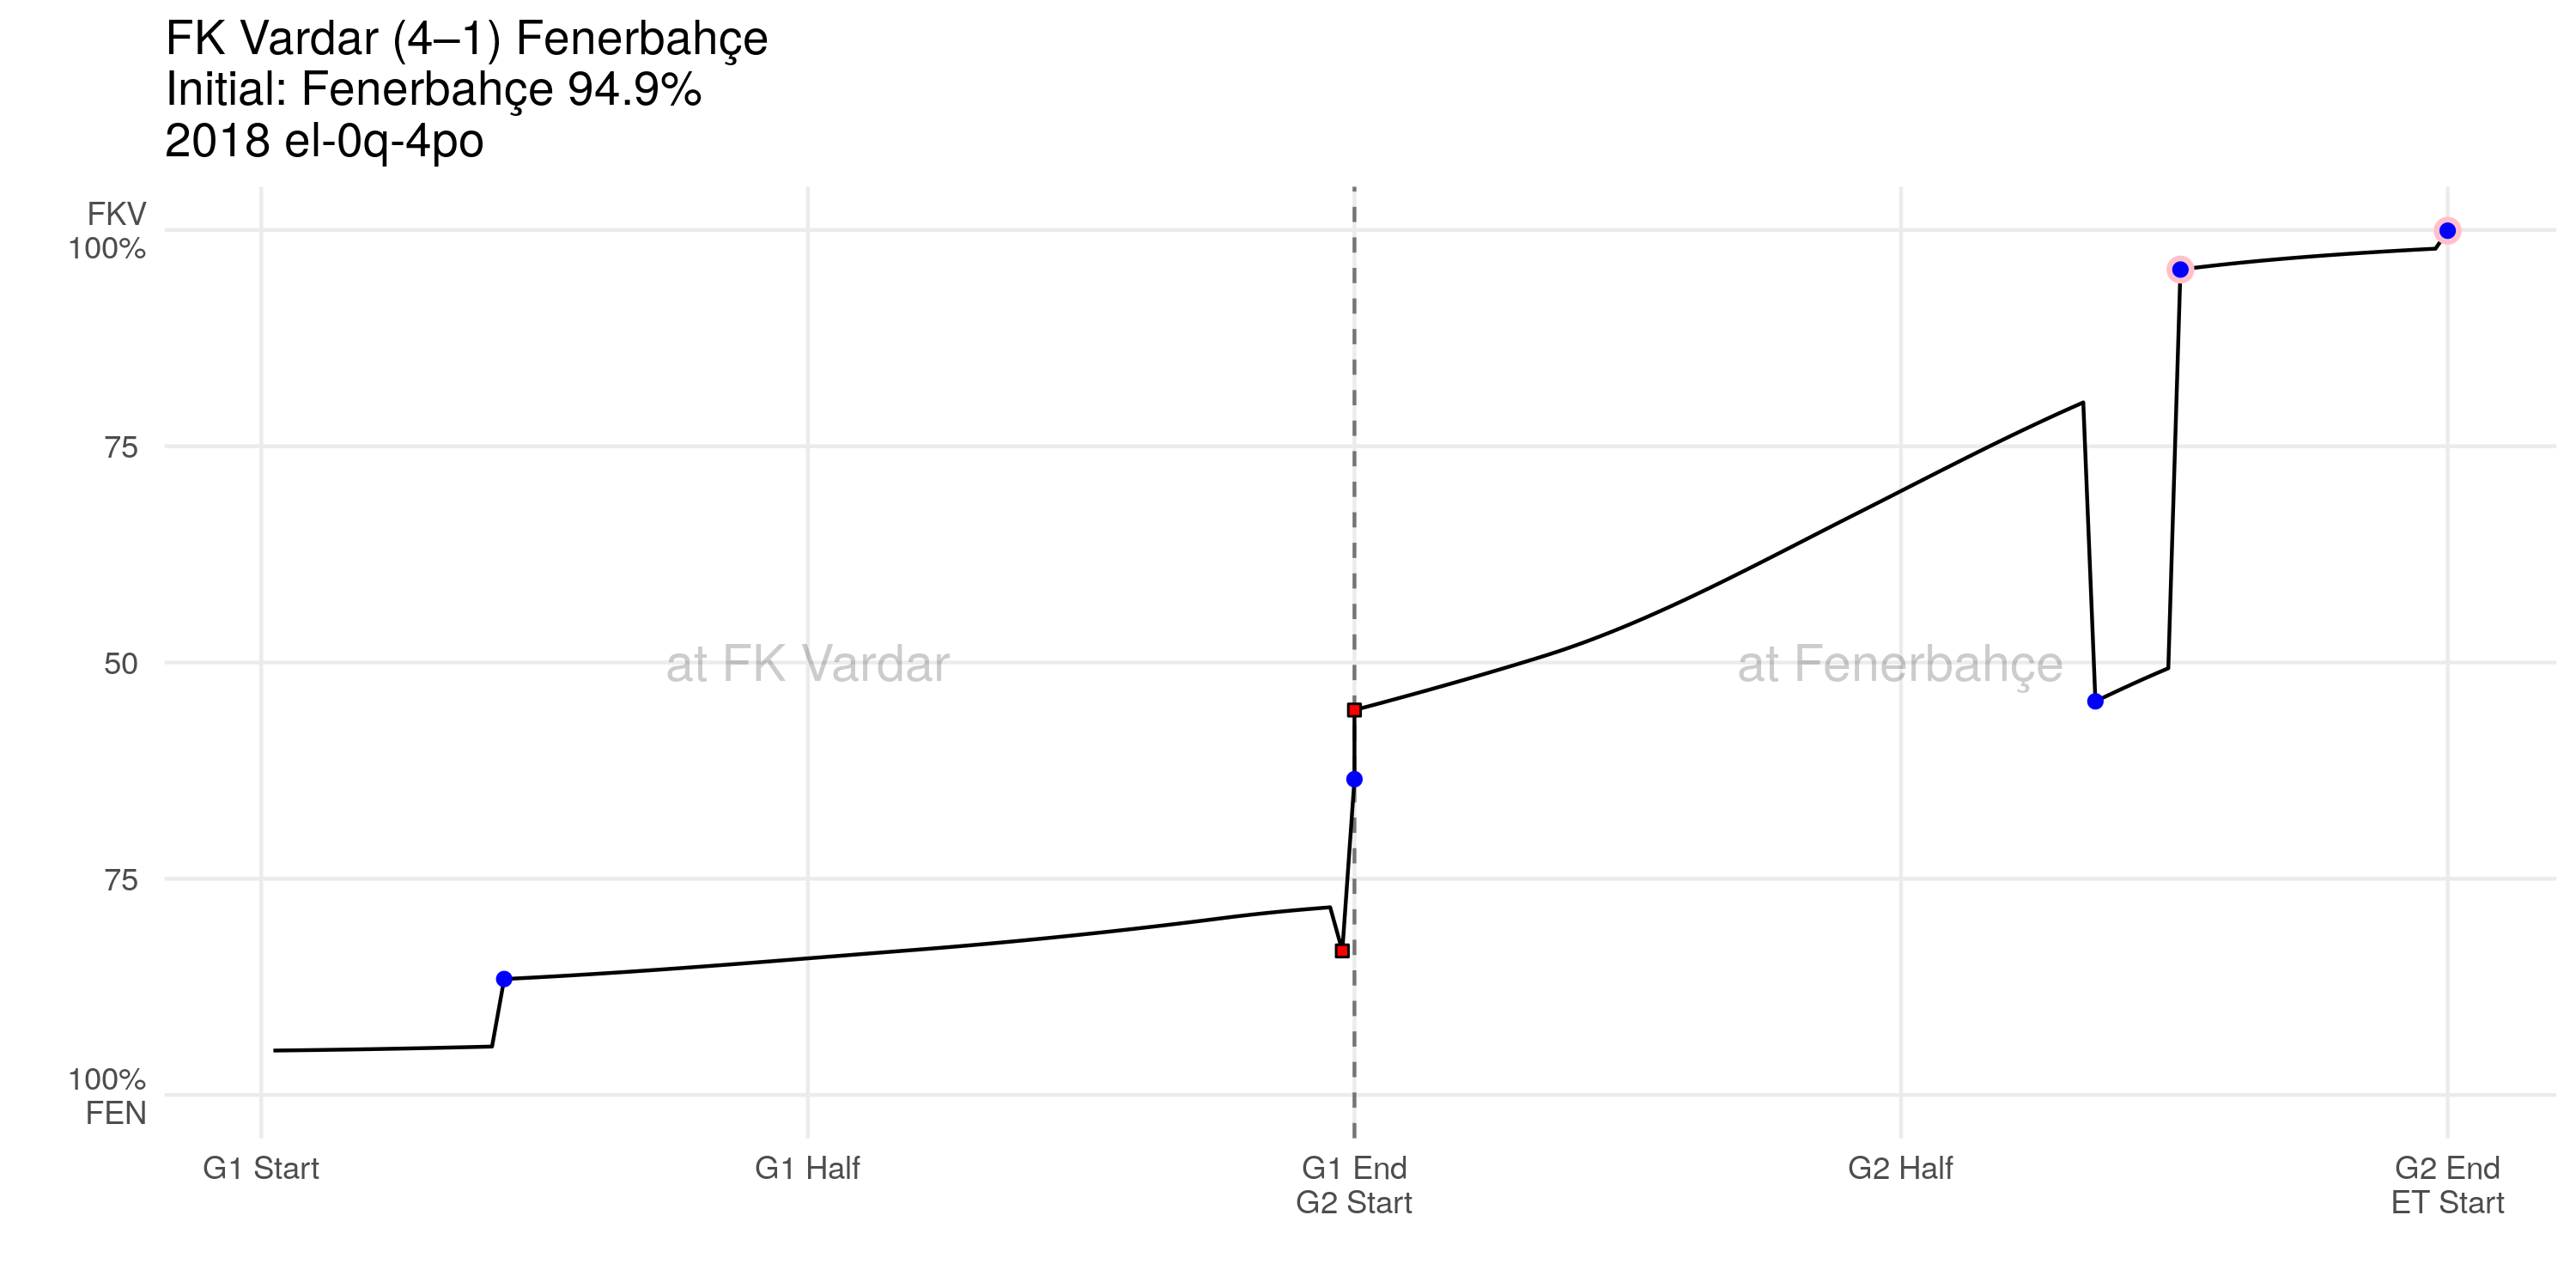 FK Vardar (4–1) Fenerbahçe
Initial: Fenerbahçe 94.9%
2018 el-0q-4po
FKV
100%
75
50
75
100%
FEN
at FK Vardar
at Fenerbahçe
G1 Start
G1 Half
G1 End
G2 Start
G2 Half
G2 End
ET Start